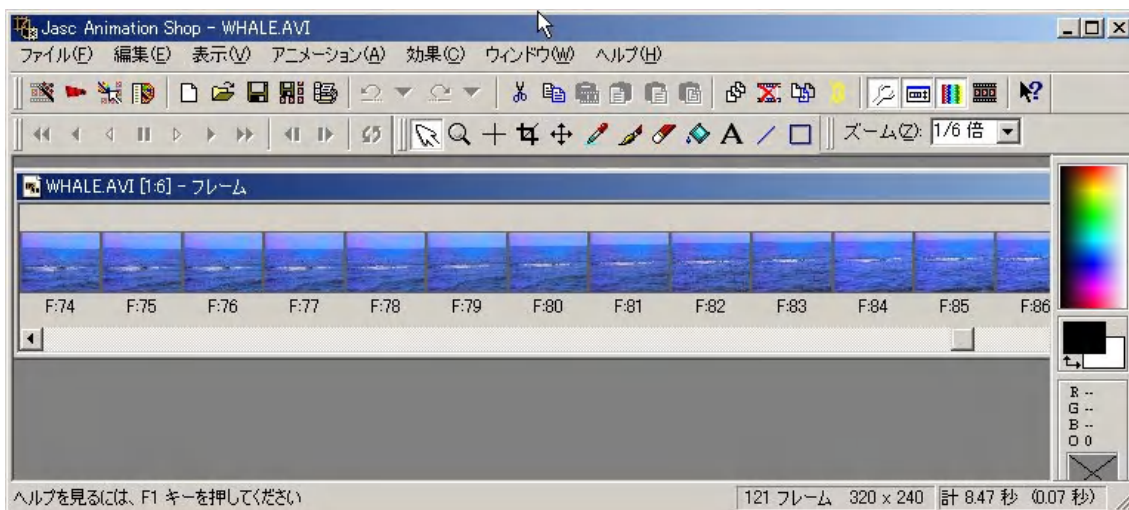 Jasc Animation Shop - WHALE.AVI
ファイル(F) 編集(E) 表示(V) アニメーション(A) 効果(C) ウィンドウ(W) ヘルプ(H)
ズーム(Z): 1/6 倍
WHALE.AVI [1:6] - フレーム
F:74 F:75 F:76 F:77 F:78 F:79 F:80 F:81 F:82 F:83 F:84 F:85 F:86
R --
G --
B --
O 0
ヘルプを見るには、F1 キーを押してください
121 フレーム 320 x 240 計 8.47 秒 (0.07 秒)